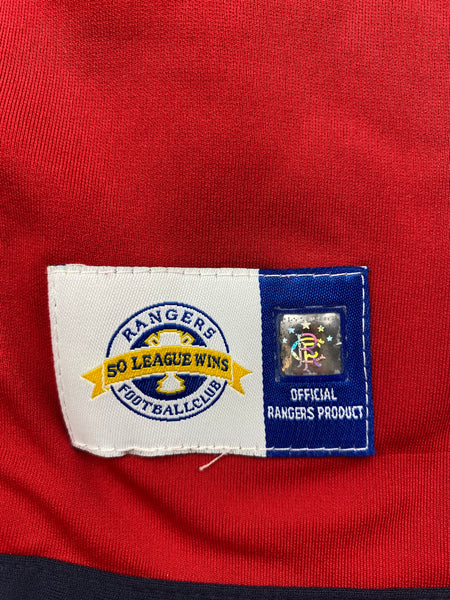 RANGERS
50 LEAGUE WINS
FOOTBALL CLUB
OFFICIAL
RANGERS PRODUCT